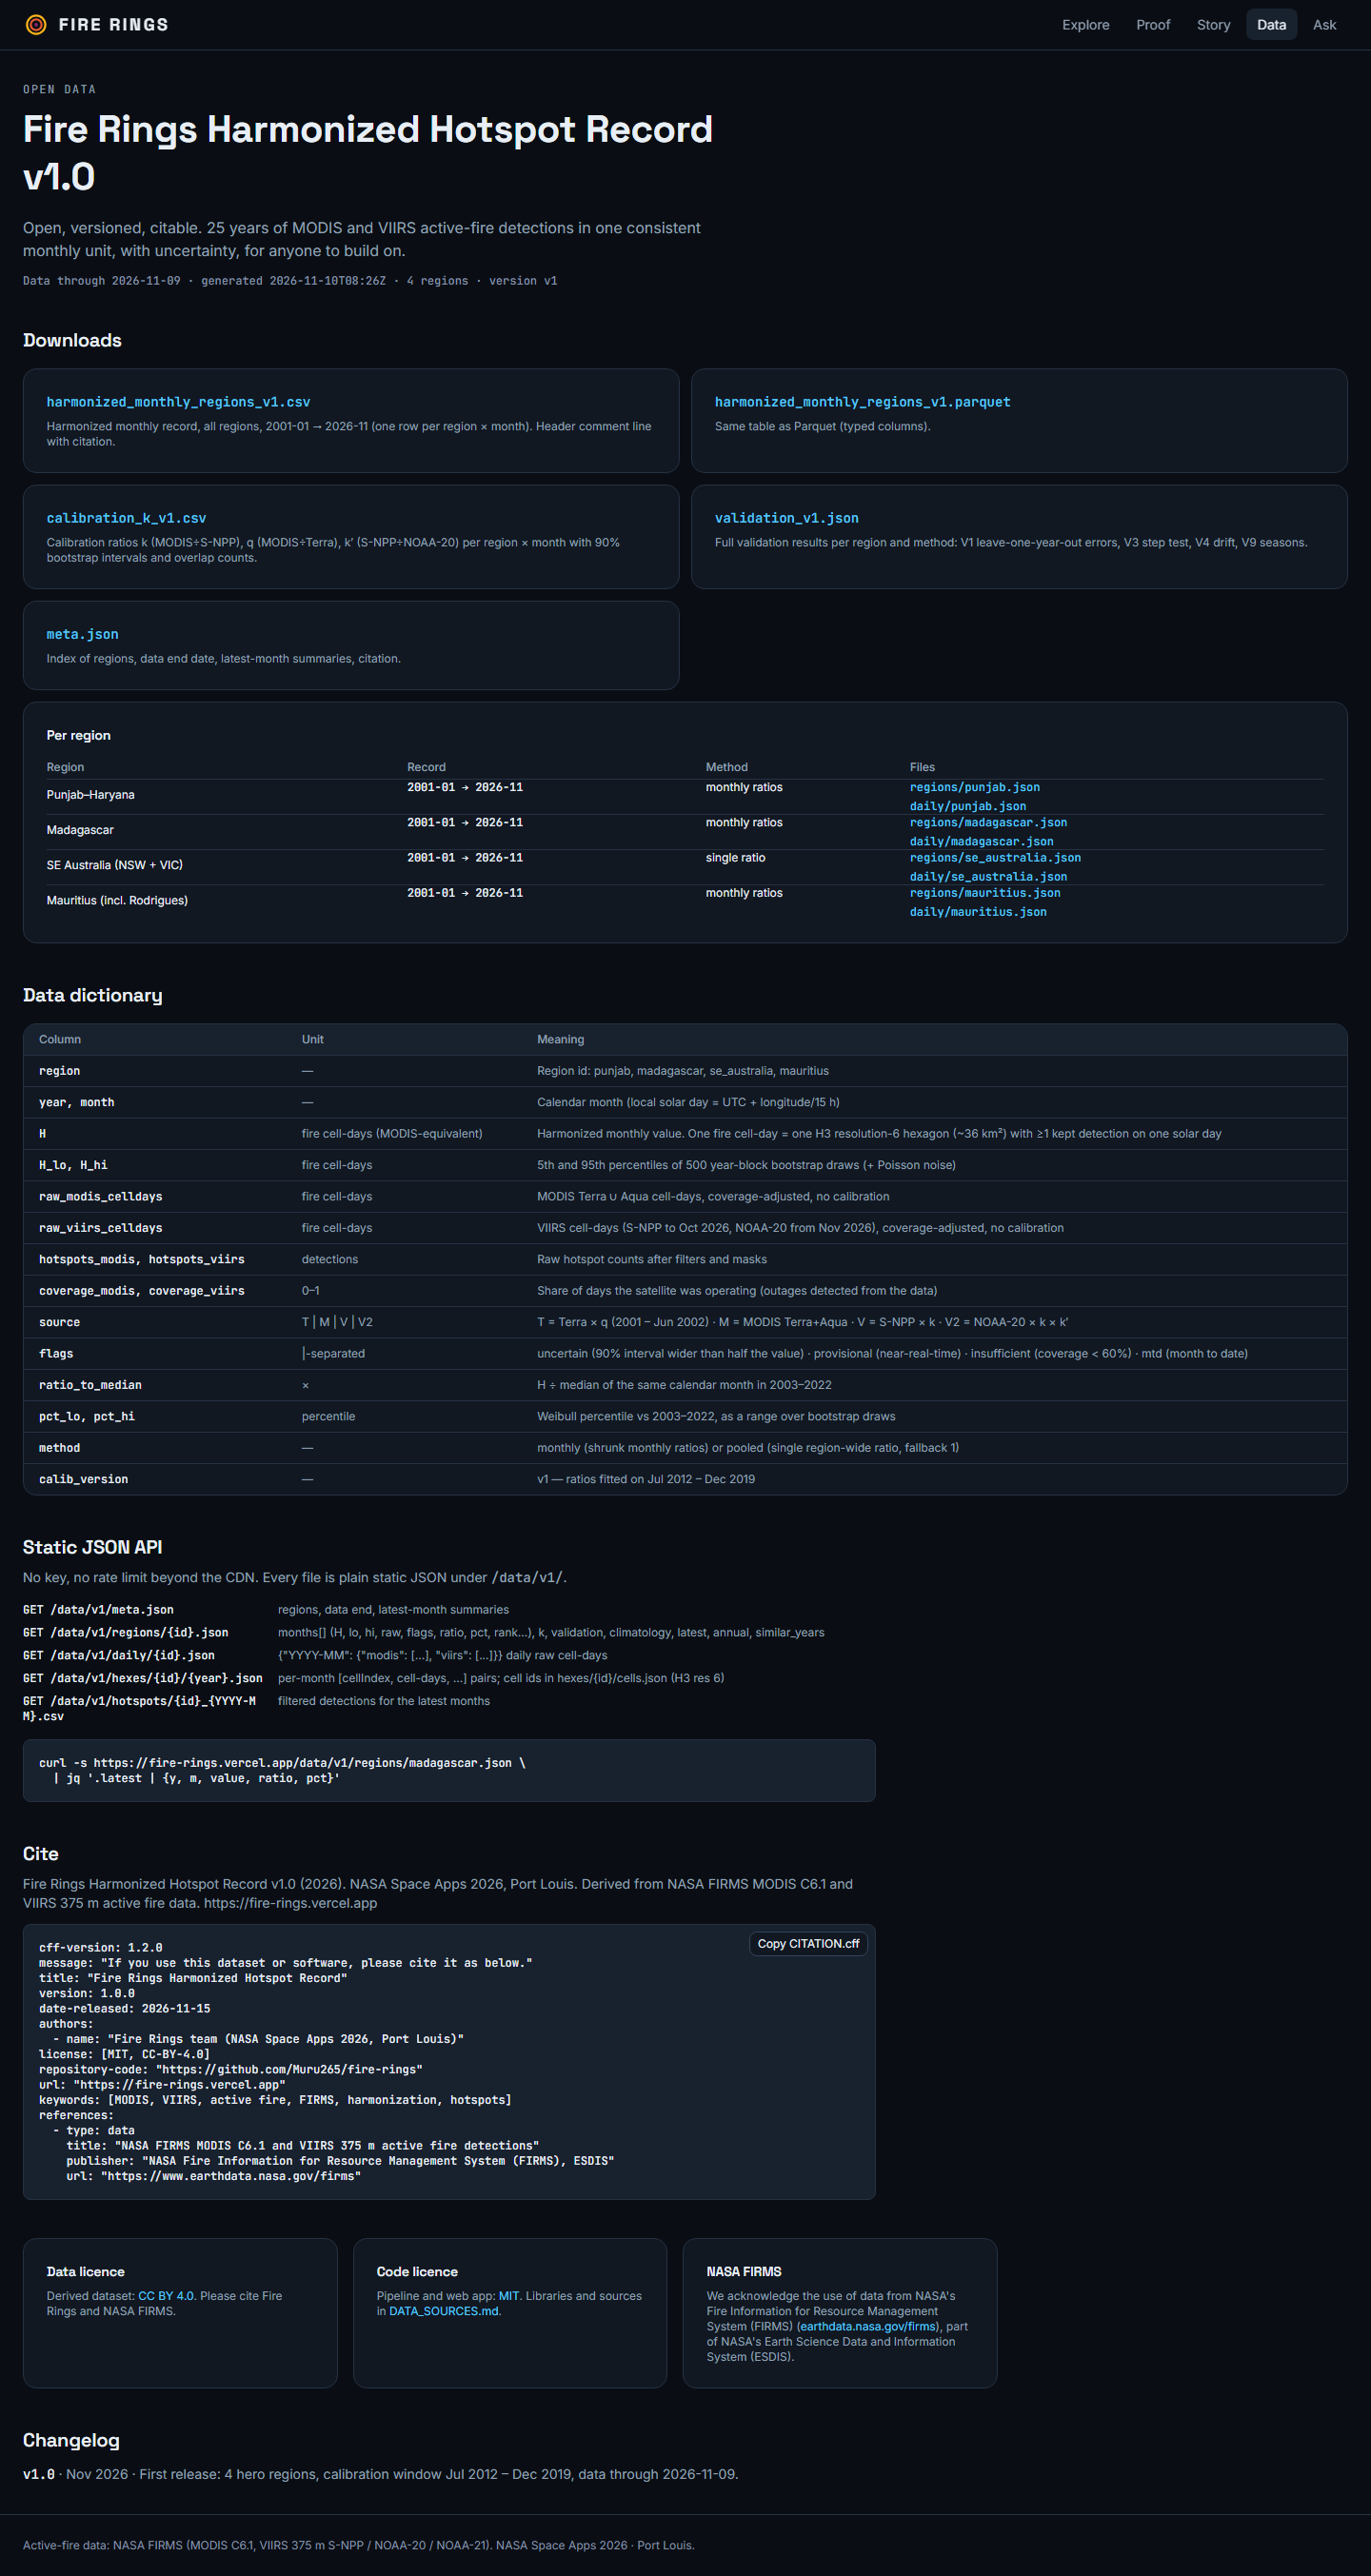 FIRE RINGS
Explore Proof Story Data Ask
OPEN DATA
Fire Rings Harmonized Hotspot Record
v1.0
Open, versioned, citable. 25 years of MODIS and VIIRS active-fire detections in one consistent
monthly unit, with uncertainty, for anyone to build on.
Data through 2026-11-09 · generated 2026-11-10T08:26Z · 4 regions · version v1
Downloads
harmonized_monthly_regions_v1.csv
Harmonized monthly record, all regions, 2001-01 → 2026-11 (one row per region × month). Header comment line
with citation.
harmonized_monthly_regions_v1.parquet
Same table as Parquet (typed columns).
calibration_k_v1.csv
Calibration ratios k (MODIS÷S-NPP), q (MODIS÷Terra), k′ (S-NPP÷NOAA-20) per region × month with 90%
bootstrap intervals and overlap counts.
validation_v1.json
Full validation results per region and method: V1 leave-one-year-out errors, V3 step test, V4 drift, V9 seasons.
meta.json
Index of regions, data end date, latest-month summaries, citation.
Per region
Region Record Method Files
Punjab–Haryana 2001-01 → 2026-11 monthly ratios regions/punjab.json
daily/punjab.json
Madagascar 2001-01 → 2026-11 monthly ratios regions/madagascar.json
daily/madagascar.json
SE Australia (NSW + VIC) 2001-01 → 2026-11 single ratio regions/se_australia.json
daily/se_australia.json
Mauritius (incl. Rodrigues) 2001-01 → 2026-11 monthly ratios regions/mauritius.json
daily/mauritius.json
Data dictionary
Column Unit Meaning
region — Region id: punjab, madagascar, se_australia, mauritius
year, month — Calendar month (local solar day = UTC + longitude/15 h)
H fire cell-days (MODIS-equivalent) Harmonized monthly value. One fire cell-day = one H3 resolution-6 hexagon (~36 km²) with ≥1 kept detection on one solar day
H_lo, H_hi fire cell-days 5th and 95th percentiles of 500 year-block bootstrap draws (+ Poisson noise)
raw_modis_celldays fire cell-days MODIS Terra ∪ Aqua cell-days, coverage-adjusted, no calibration
raw_viirs_celldays fire cell-days VIIRS cell-days (S-NPP to Oct 2026, NOAA-20 from Nov 2026), coverage-adjusted, no calibration
hotspots_modis, hotspots_viirs detections Raw hotspot counts after filters and masks
coverage_modis, coverage_viirs 0–1 Share of days the satellite was operating (outages detected from the data)
source T | M | V | V2 T = Terra × q (2001 – Jun 2002) · M = MODIS Terra+Aqua · V = S-NPP × k · V2 = NOAA-20 × k × k′
flags |-separated uncertain (90% interval wider than half the value) · provisional (near-real-time) · insufficient (coverage < 60%) · mtd (month to date)
ratio_to_median × H ÷ median of the same calendar month in 2003–2022
pct_lo, pct_hi percentile Weibull percentile vs 2003–2022, as a range over bootstrap draws
method — monthly (shrunk monthly ratios) or pooled (single region-wide ratio, fallback 1)
calib_version — v1 — ratios fitted on Jul 2012 – Dec 2019
Static JSON API
No key, no rate limit beyond the CDN. Every file is plain static JSON under /data/v1/.
GET /data/v1/meta.json regions, data end, latest-month summaries
GET /data/v1/regions/{id}.json months[] (H, lo, hi, raw, flags, ratio, pct, rank…), k, validation, climatology, latest, annual, similar_years
GET /data/v1/daily/{id}.json {"YYYY-MM": {"modis": […], "viirs": […]}} daily raw cell-days
GET /data/v1/hexes/{id}/{year}.json per-month [cellIndex, cell-days, …] pairs; cell ids in hexes/{id}/cells.json (H3 res 6)
GET /data/v1/hotspots/{id}_{YYYY-M filtered detections for the latest months
M}.csv
curl -s https://fire-rings.vercel.app/data/v1/regions/madagascar.json \
| jq '.latest | {y, m, value, ratio, pct}'
Cite
Fire Rings Harmonized Hotspot Record v1.0 (2026). NASA Space Apps 2026, Port Louis. Derived from NASA FIRMS MODIS C6.1 and
VIIRS 375 m active fire data. https://fire-rings.vercel.app
Copy CITATION.cff
cff-version: 1.2.0
message: "If you use this dataset or software, please cite it as below."
title: "Fire Rings Harmonized Hotspot Record"
version: 1.0.0
date-released: 2026-11-15
authors:
- name: "Fire Rings team (NASA Space Apps 2026, Port Louis)"
license: [MIT, CC-BY-4.0]
repository-code: "https://github.com/Muru265/fire-rings"
url: "https://fire-rings.vercel.app"
keywords: [MODIS, VIIRS, active fire, FIRMS, harmonization, hotspots]
references:
- type: data
title: "NASA FIRMS MODIS C6.1 and VIIRS 375 m active fire detections"
publisher: "NASA Fire Information for Resource Management System (FIRMS), ESDIS"
url: "https://www.earthdata.nasa.gov/firms"
Data licence
Derived dataset: CC BY 4.0. Please cite Fire
Rings and NASA FIRMS.
Code licence
Pipeline and web app: MIT. Libraries and sources
in DATA_SOURCES.md.
NASA FIRMS
We acknowledge the use of data from NASA's
Fire Information for Resource Management
System (FIRMS) (earthdata.nasa.gov/firms), part
of NASA's Earth Science Data and Information
System (ESDIS).
Changelog
v1.0 · Nov 2026 · First release: 4 hero regions, calibration window Jul 2012 – Dec 2019, data through 2026-11-09.
Active-fire data: NASA FIRMS (MODIS C6.1, VIIRS 375 m S-NPP / NOAA-20 / NOAA-21). NASA Space Apps 2026 · Port Louis.